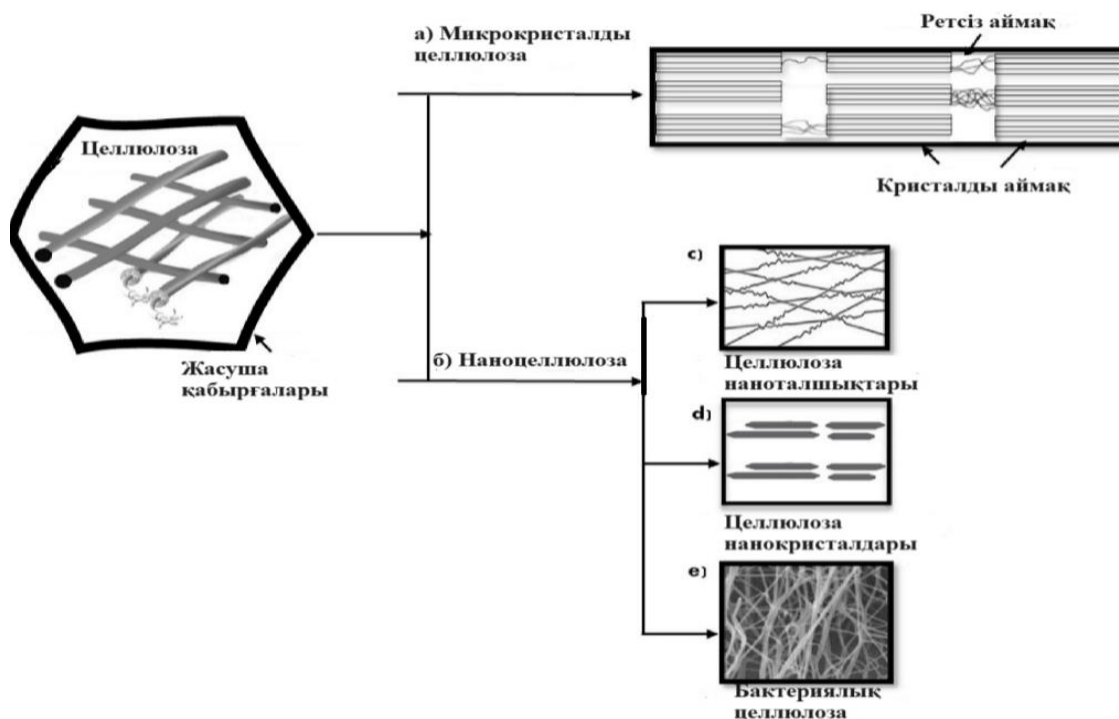 а) Микрокристалды
целлюлоза
Ретсіз аймақ
Кристалды аймақ
Целлюлоза
Жасуша
қабырғалары
б) Наноцеллюлоза
c)
Целлюлоза
наноталшықтары
d)
Целлюлоза
нанокристалдары
e)
Бактериялық
целлюлоза